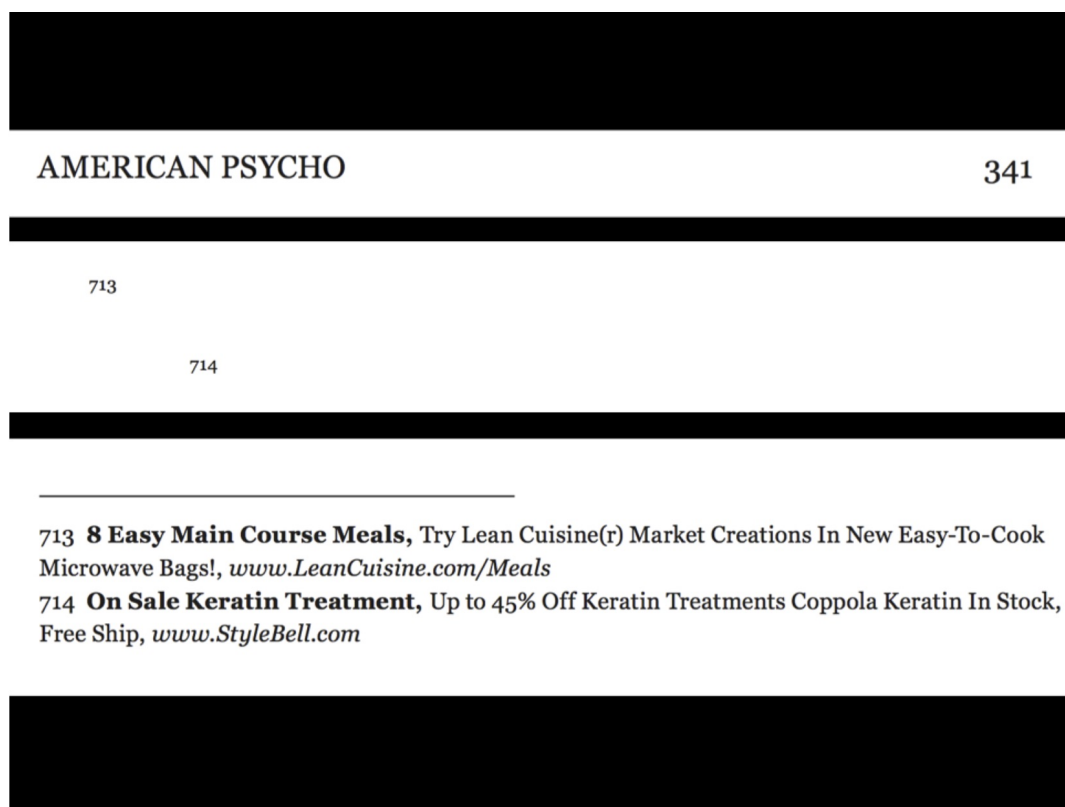 AMERICAN PSYCHO 341
713
714
713 8 Easy Main Course Meals, Try Lean Cuisine(r) Market Creations In New Easy-To-Cook
Microwave Bags!, www.LeanCuisine.com/Meals
714 On Sale Keratin Treatment, Up to 45% Off Keratin Treatments Coppola Keratin In Stock,
Free Ship, www.StyleBell.com